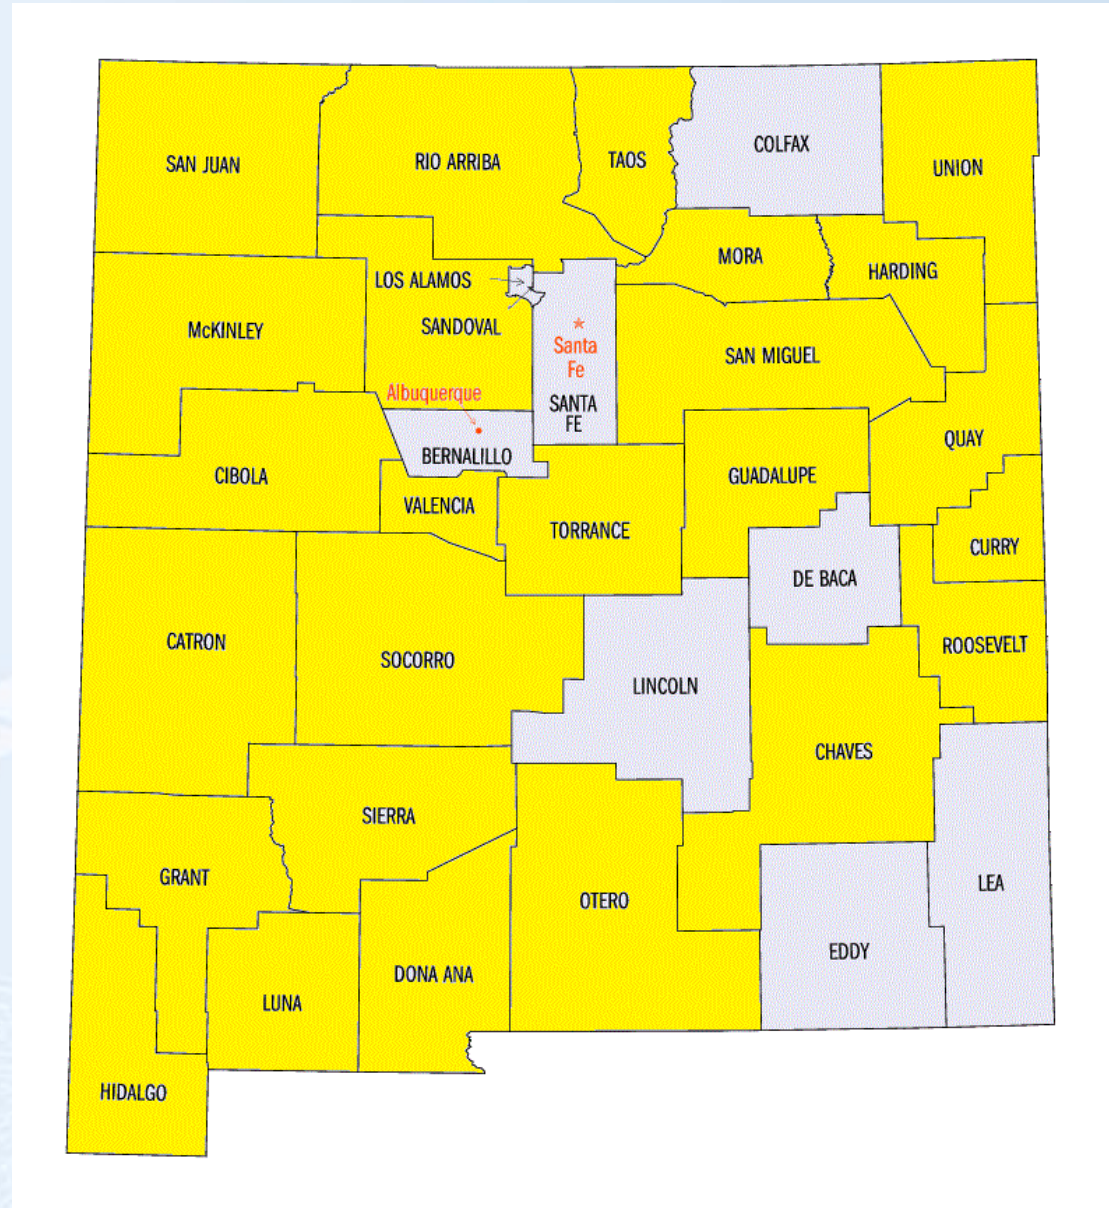 COLFAX
SAN JUAN
RIO ARRIBA
TAOS
UNION
MORA
HARDING
LOS ALAMOS
SANDOVAL
McKINLEY
Santa
Fe
SAN MIGUEL
Albuquerque
SANTA
FE
QUAY
BERNALILLO
CIBOLA
GUADALUPE
VALENCIA
TORRANCE
CURRY
DE BACA
CATRON
SOCORRO
ROOSEVELT
LINCOLN
CHAVES
SIERRA
GRANT
LEA
OTERO
EDDY
DONA ANA
LUNA
HIDALGO